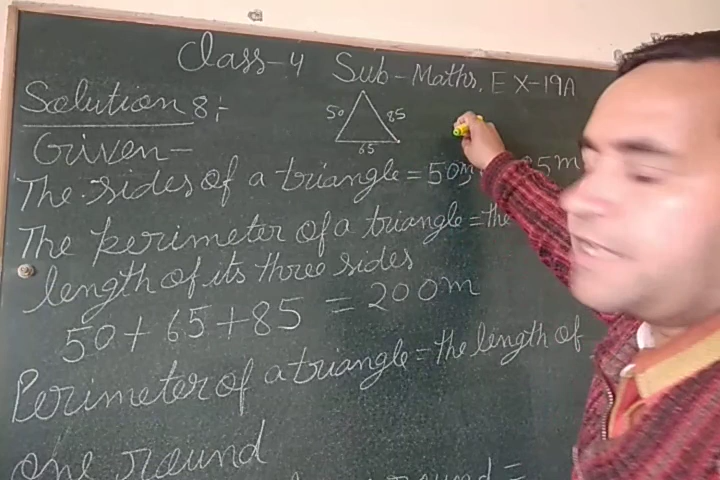 Class-4 Sub-Maths, EX-19A
Solution 8:-
50 85
65
Given-
The sides of a triangle = 50m 5m
The perimeter of a triangle = the
length of its three sides
50+65+85 = 200m
Perimeter of a triangle = the length of
one round
round =